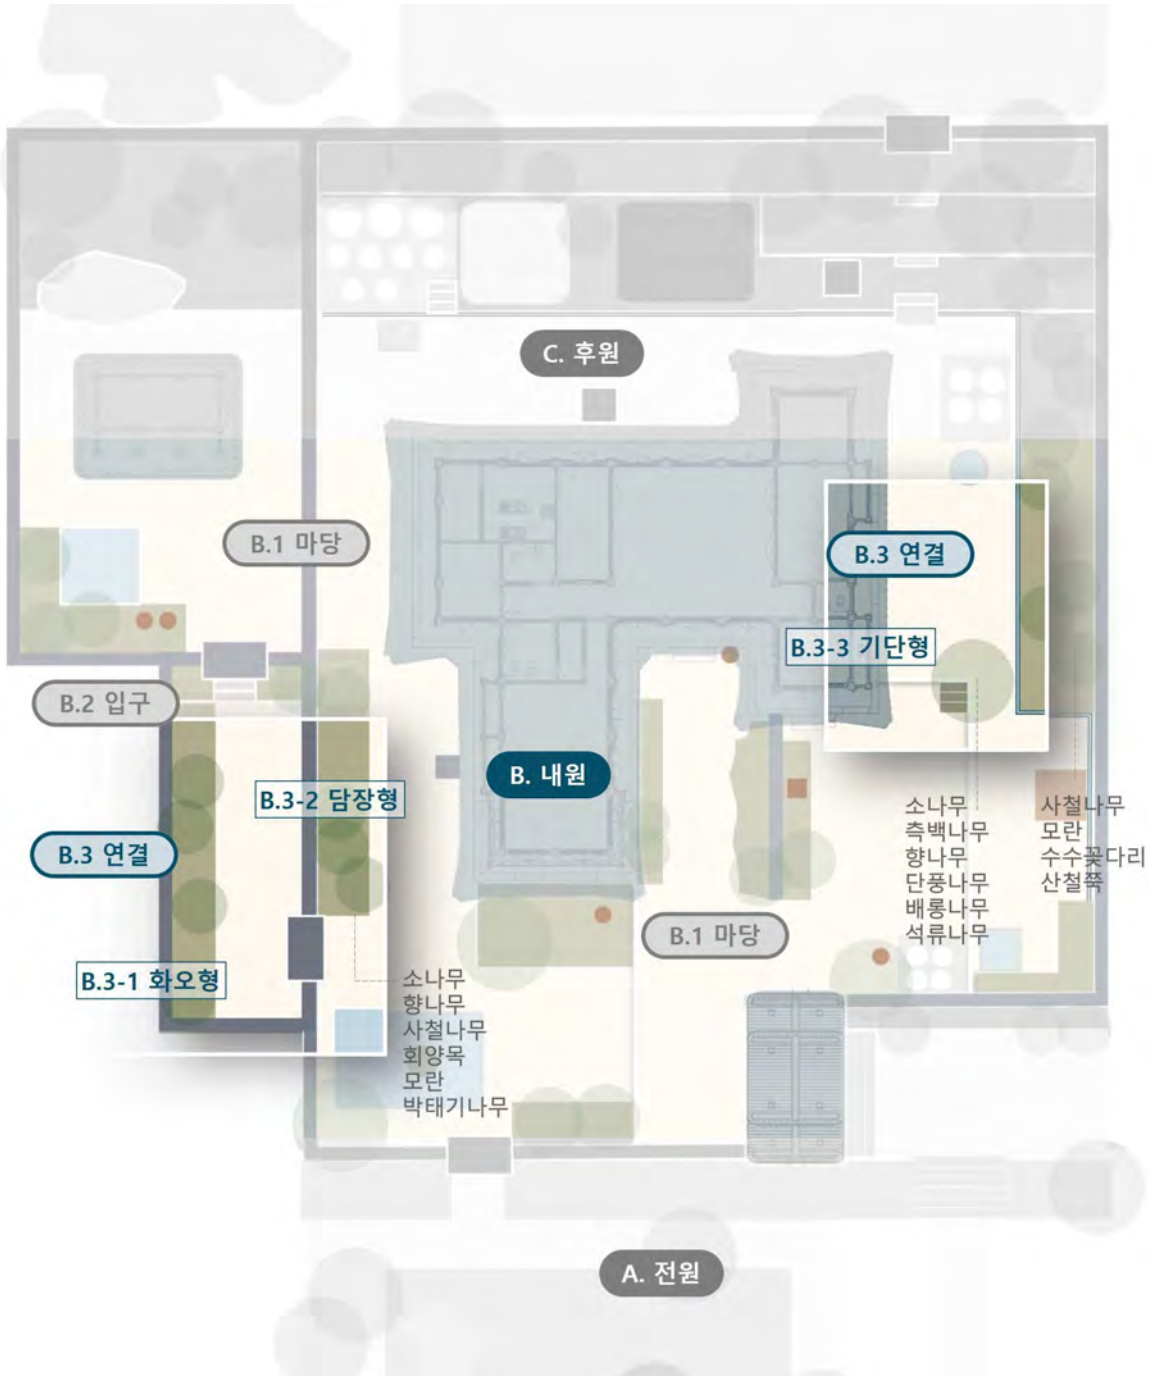 C. 후원
B.1 마당
B.3 연결
B.3-3 기단형
B.2 입구
B. 내원
B.3-2 담장형
B.3 연결
B.1 마당
B.3-1 화오형
소나무
측백나무
향나무
단풍나무
배롱나무
석류나무
사철나무
모란
수수꽃다리
산철쭉
소나무
향나무
사철나무
회양목
모란
박태기나무
A. 전원